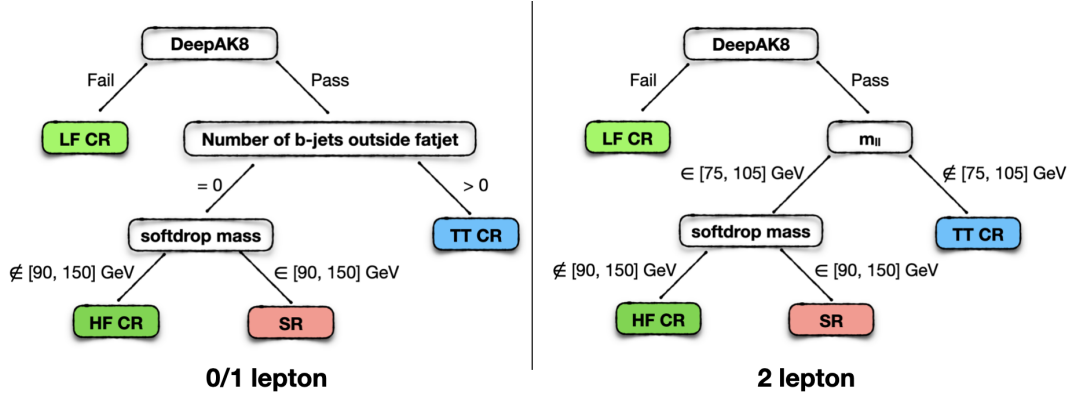 DeepAK8
Fail
Pass
LF CR
Number of b-jets outside fatjet
= 0
> 0
softdrop mass
TT CR
∉ [90, 150] GeV
∈ [90, 150] GeV
HF CR
SR
0/1 lepton
DeepAK8
Fail
Pass
LF CR
mll
∈ [75, 105] GeV
∉ [75, 105] GeV
softdrop mass
TT CR
∉ [90, 150] GeV
∈ [90, 150] GeV
HF CR
SR
2 lepton